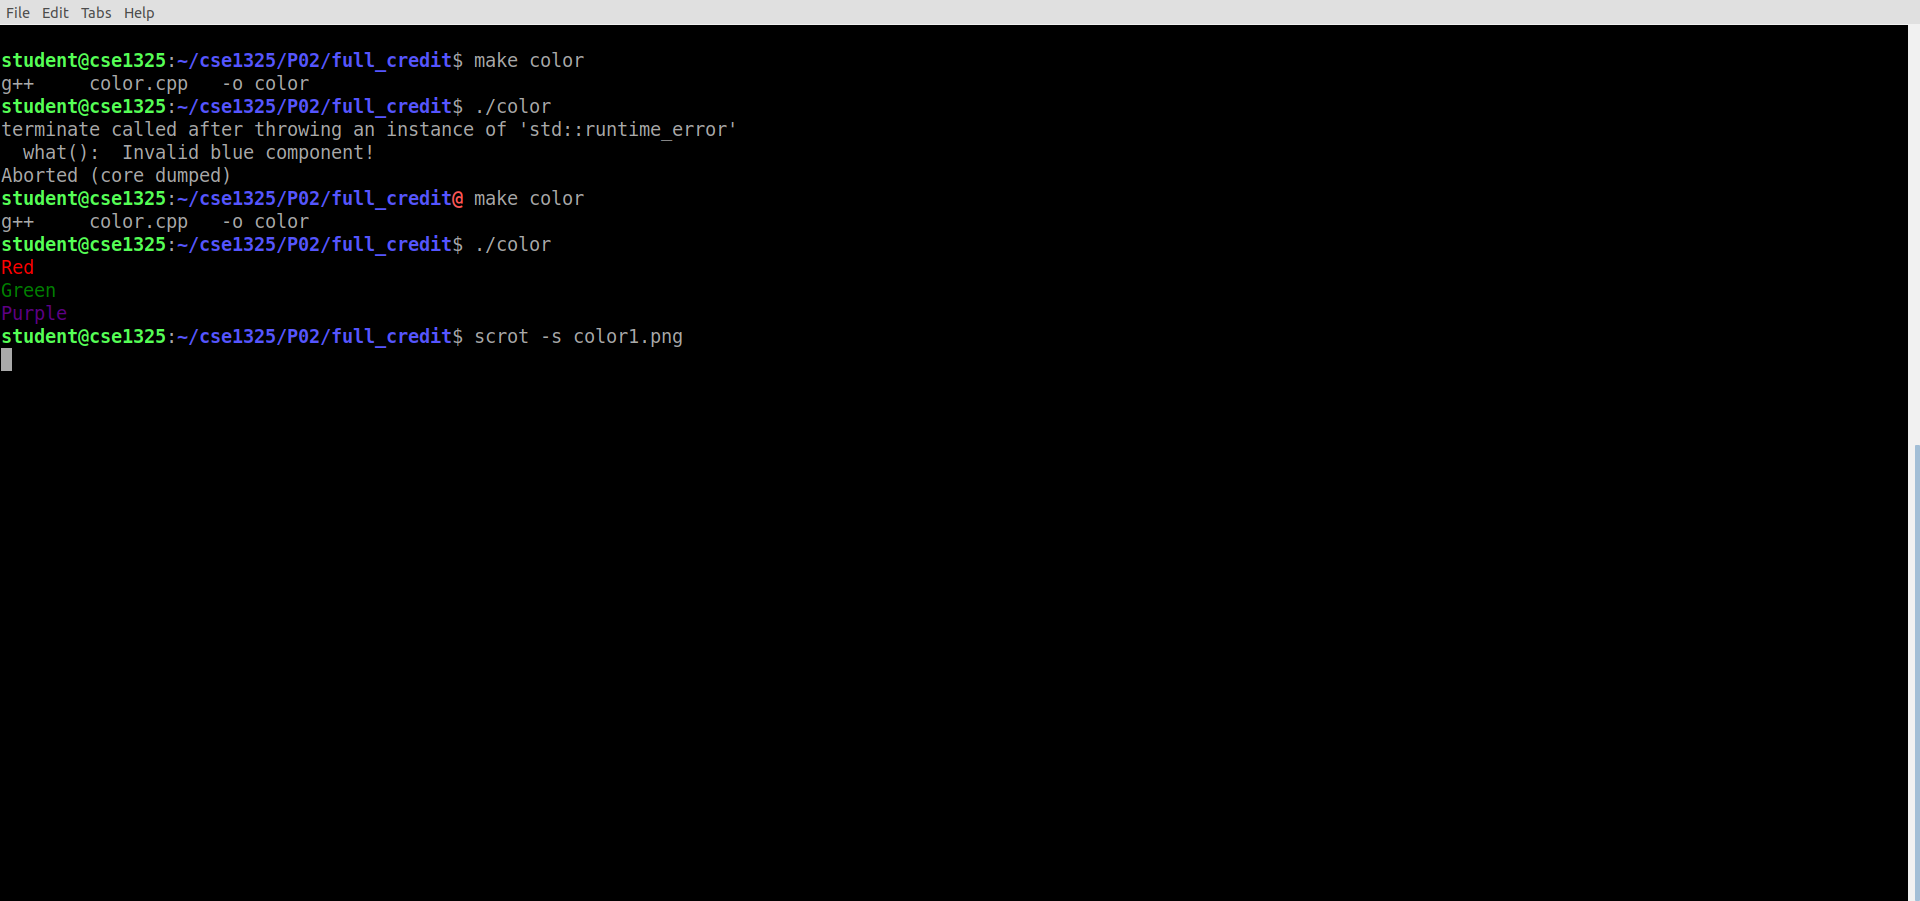 File Edit Tabs Help
student@cse1325:~/cse1325/P02/full_credit$ make color
g++     color.cpp   -o color
student@cse1325:~/cse1325/P02/full_credit$ ./color
terminate called after throwing an instance of 'std::runtime_error'
  what():  Invalid blue component!
Aborted (core dumped)
student@cse1325:~/cse1325/P02/full_credit@ make color
g++     color.cpp   -o color
student@cse1325:~/cse1325/P02/full_credit$ ./color
Red
Green
Purple
student@cse1325:~/cse1325/P02/full_credit$ scrot -s color1.png